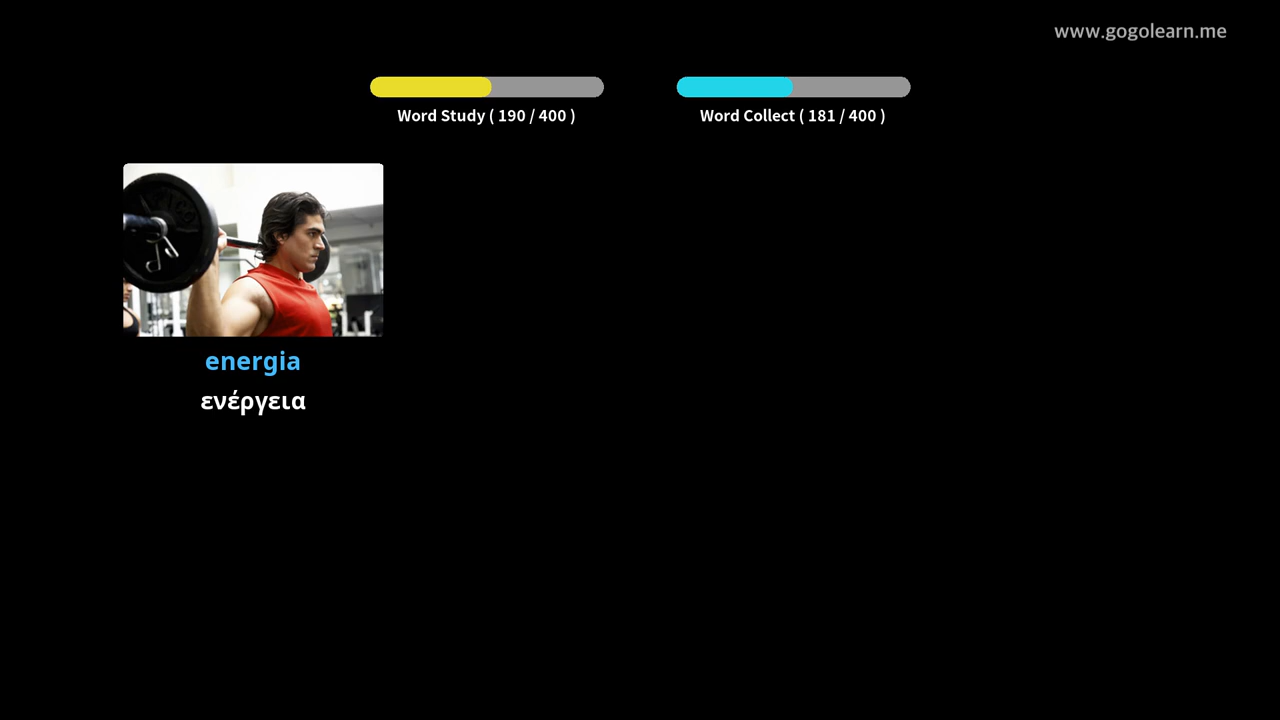 www.gogolearn.me
Word Study ( 190 / 400 )
Word Collect ( 181 / 400 )
energia
ενέργεια